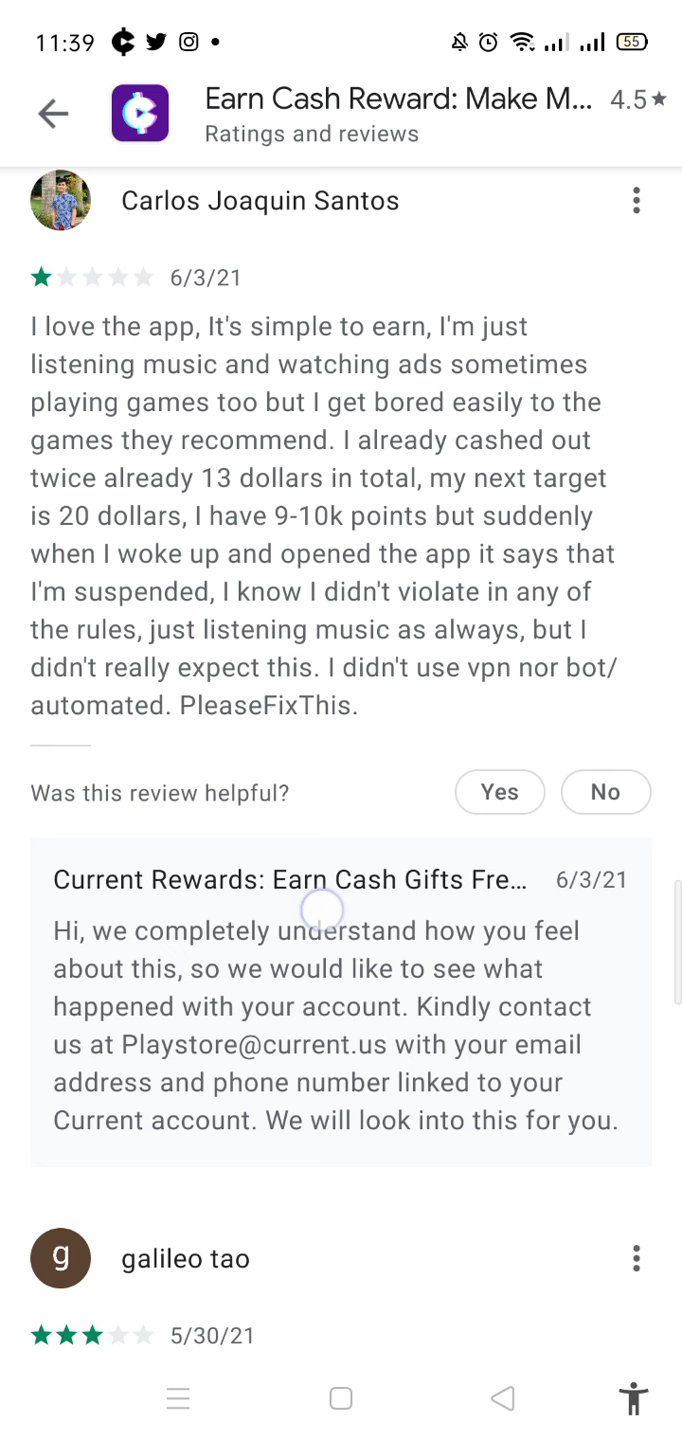 11:39
55
Earn Cash Reward: Make M... 4.5★
Ratings and reviews
Carlos Joaquin Santos
6/3/21
I love the app, It's simple to earn, I'm just
listening music and watching ads sometimes
playing games too but I get bored easily to the
games they recommend. I already cashed out
twice already 13 dollars in total, my next target
is 20 dollars, I have 9-10k points but suddenly
when I woke up and opened the app it says that
I'm suspended, I know I didn't violate in any of
the rules, just listening music as always, but I
didn't really expect this. I didn't use vpn nor bot/
automated. PleaseFixThis.
Was this review helpful? Yes No
Current Rewards: Earn Cash Gifts Fre... 6/3/21
Hi, we completely understand how you feel
about this, so we would like to see what
happened with your account. Kindly contact
us at Playstore@current.us with your email
address and phone number linked to your
Current account. We will look into this for you.
g
galileo tao
5/30/21